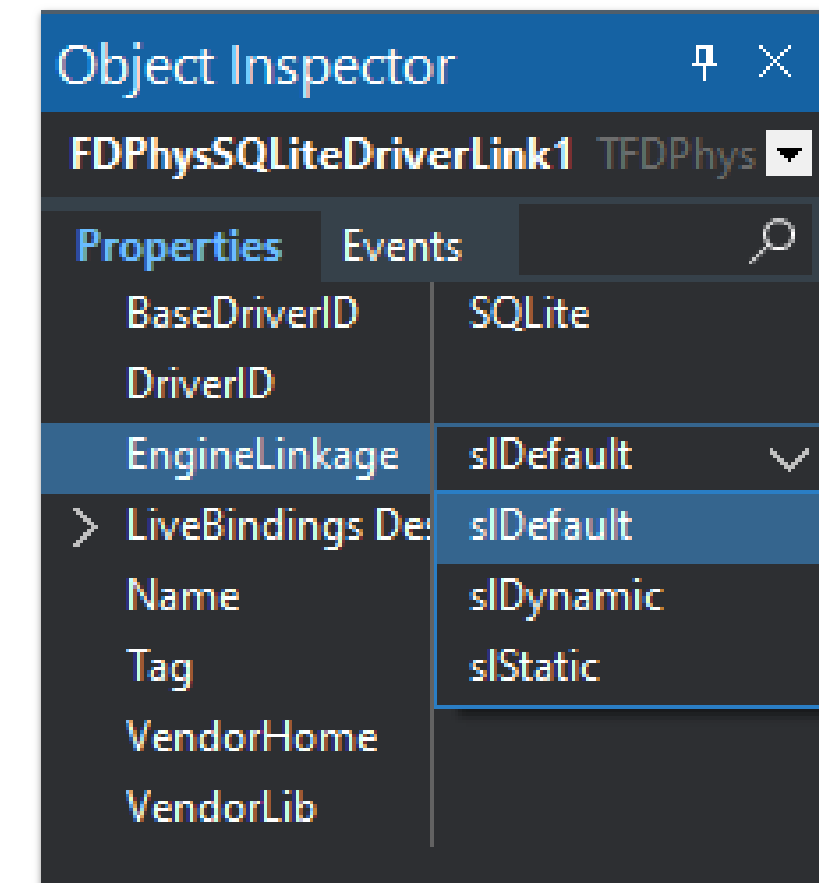 Object Inspector
FDPhysSQLiteDriverLink1 TFDPhys
Properties Events
BaseDriverID SQLite
DriverID
EngineLinkage slDefault
LiveBindings Des slDefault
Name slDynamic
Tag slStatic
VendorHome
VendorLib